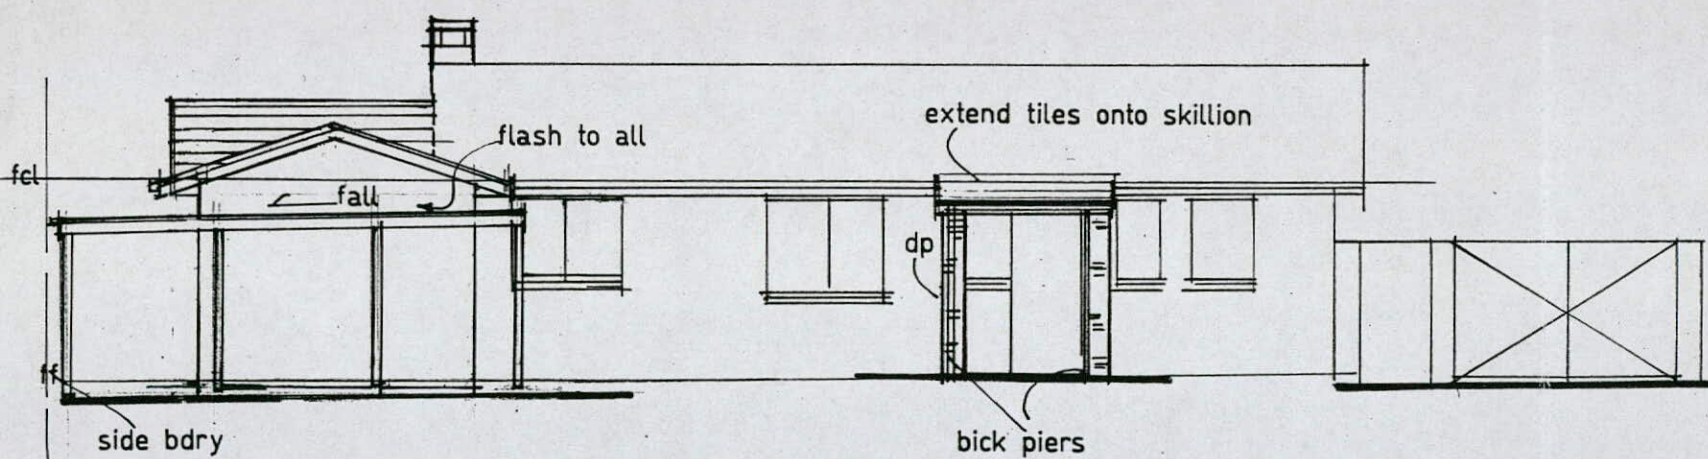 extend tiles onto skillion
flash to all
fcl
fall
dp
ff
side bdry
bick piers